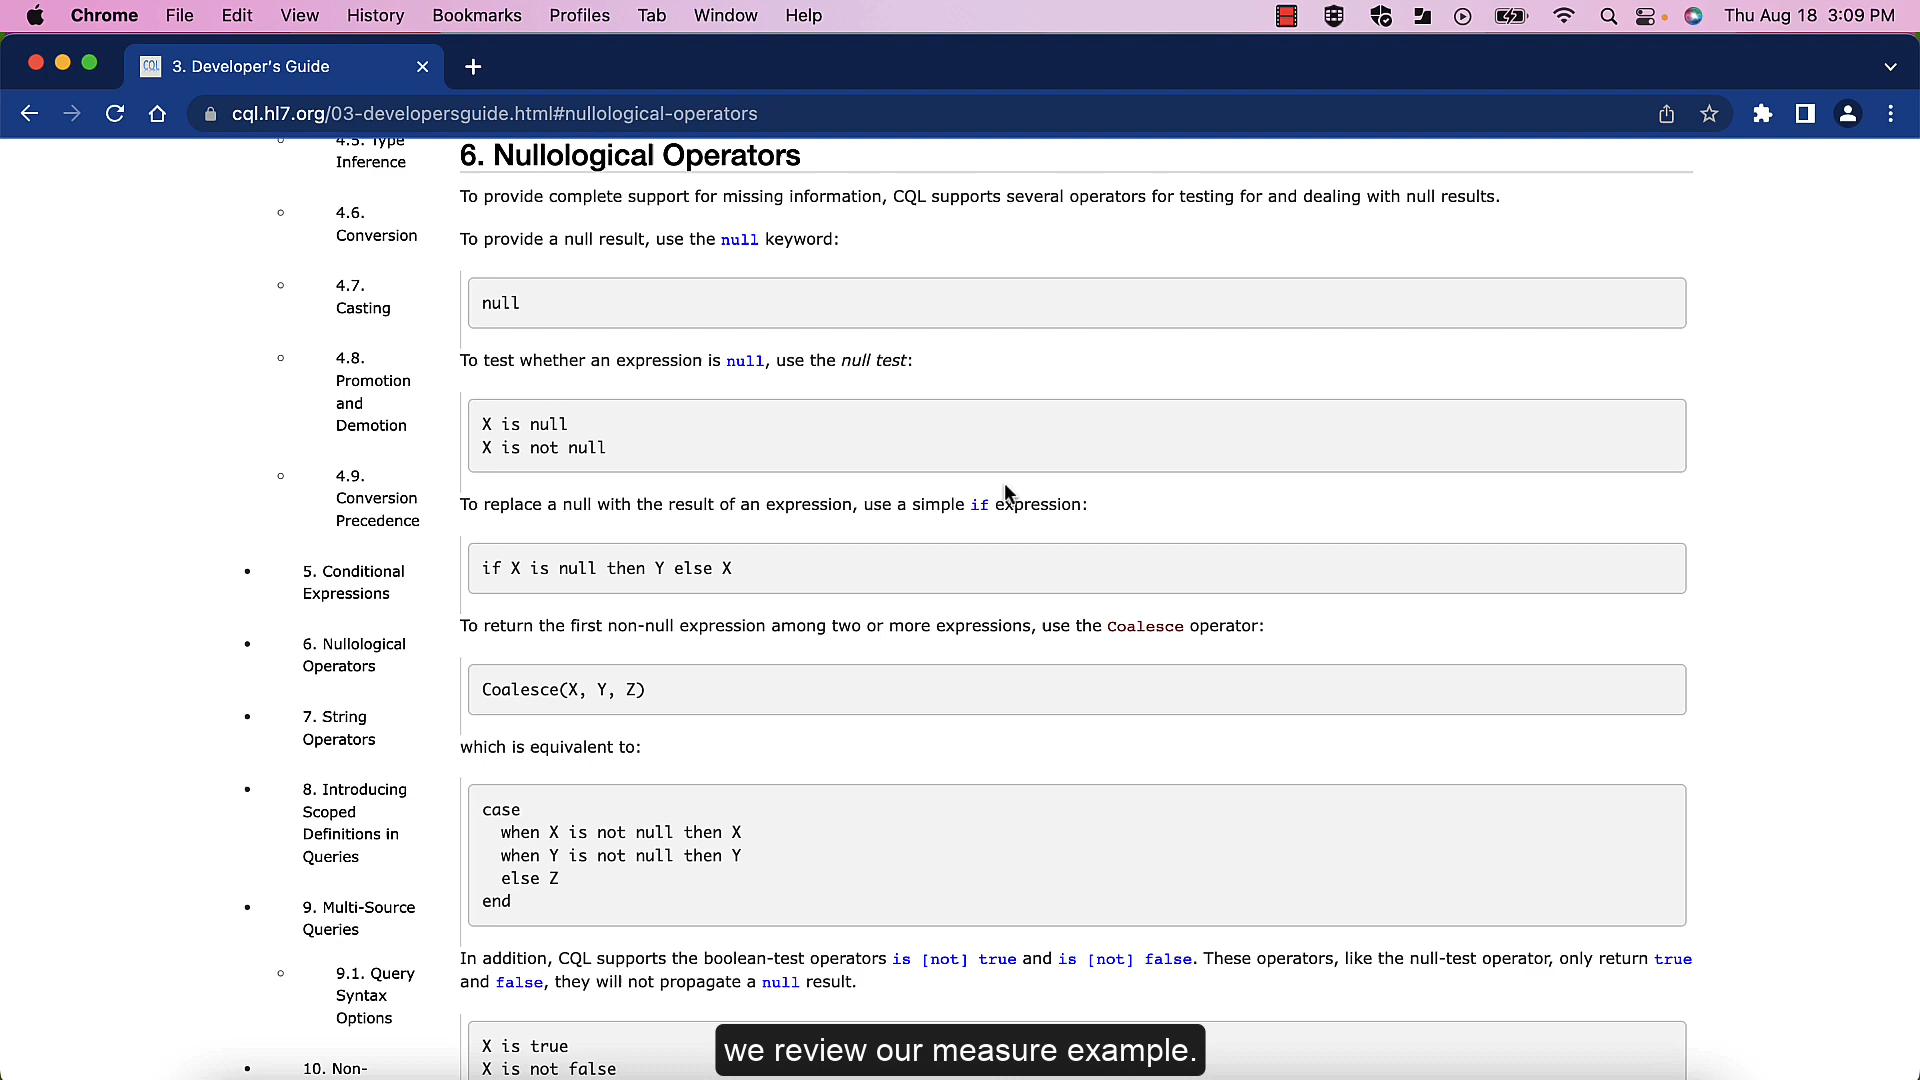 Chrome File Edit View History Bookmarks Profiles Tab Window Help Thu Aug 18 3:09 PM
CQL 3. Developer's Guide
cql.hl7.org/03-developersguide.html#nullological-operators
4.5. Type
Inference
4.6.
Conversion
4.7.
Casting
4.8.
Promotion
and
Demotion
4.9.
Conversion
Precedence
5. Conditional
Expressions
6. Nullological
Operators
7. String
Operators
8. Introducing
Scoped
Definitions in
Queries
9. Multi-Source
Queries
9.1. Query
Syntax
Options
10. Non-
6. Nullological Operators
To provide complete support for missing information, CQL supports several operators for testing for and dealing with null results.
To provide a null result, use the null keyword:
null
To test whether an expression is null, use the null test:
X is null
X is not null
To replace a null with the result of an expression, use a simple if expression:
if X is null then Y else X
To return the first non-null expression among two or more expressions, use the Coalesce operator:
Coalesce(X, Y, Z)
which is equivalent to:
case
when X is not null then X
when Y is not null then Y
else Z
end
In addition, CQL supports the boolean-test operators is [not] true and is [not] false. These operators, like the null-test operator, only return true
and false, they will not propagate a null result.
X is true
X is not false
we review our measure example.